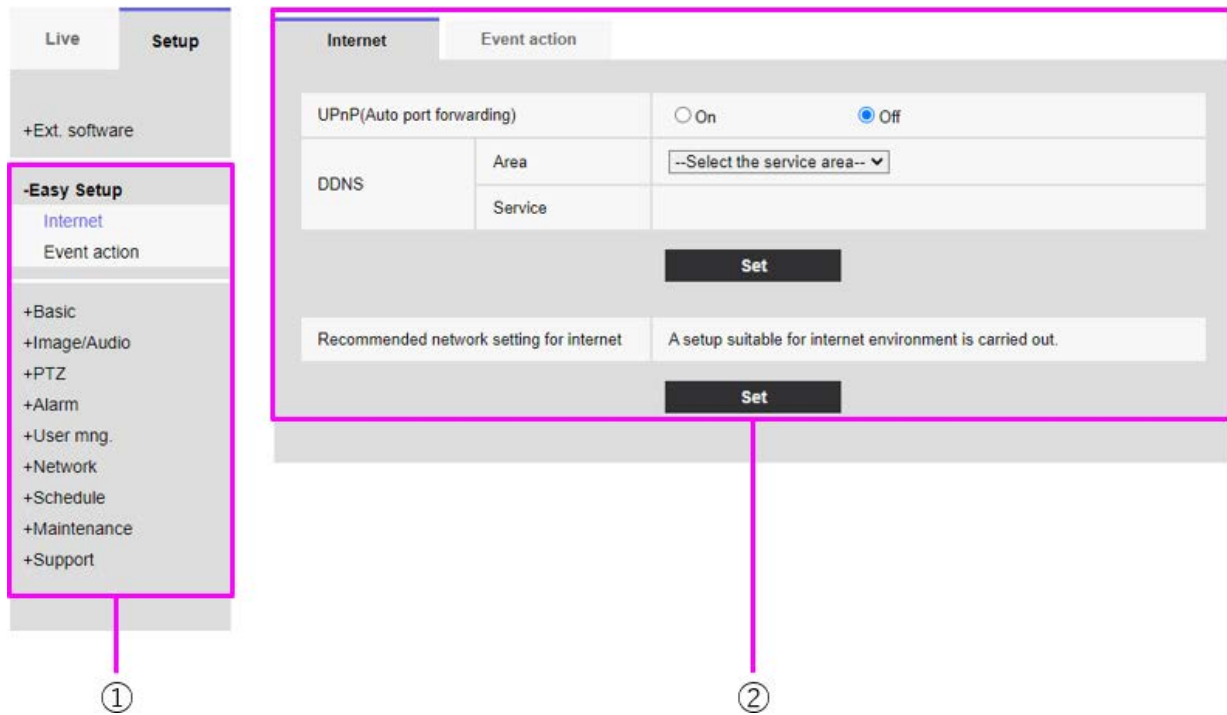 Live Setup
+Ext. software
-Easy Setup
Internet
Event action
+Basic
+Image/Audio
+PTZ
+Alarm
+User mng.
+Network
+Schedule
+Maintenance
+Support
①
Internet Event action
UPnP(Auto port forwarding) On Off
DDNS Area --Select the service area--
Service
Set
Recommended network setting for internet A setup suitable for internet environment is carried out.
Set
②